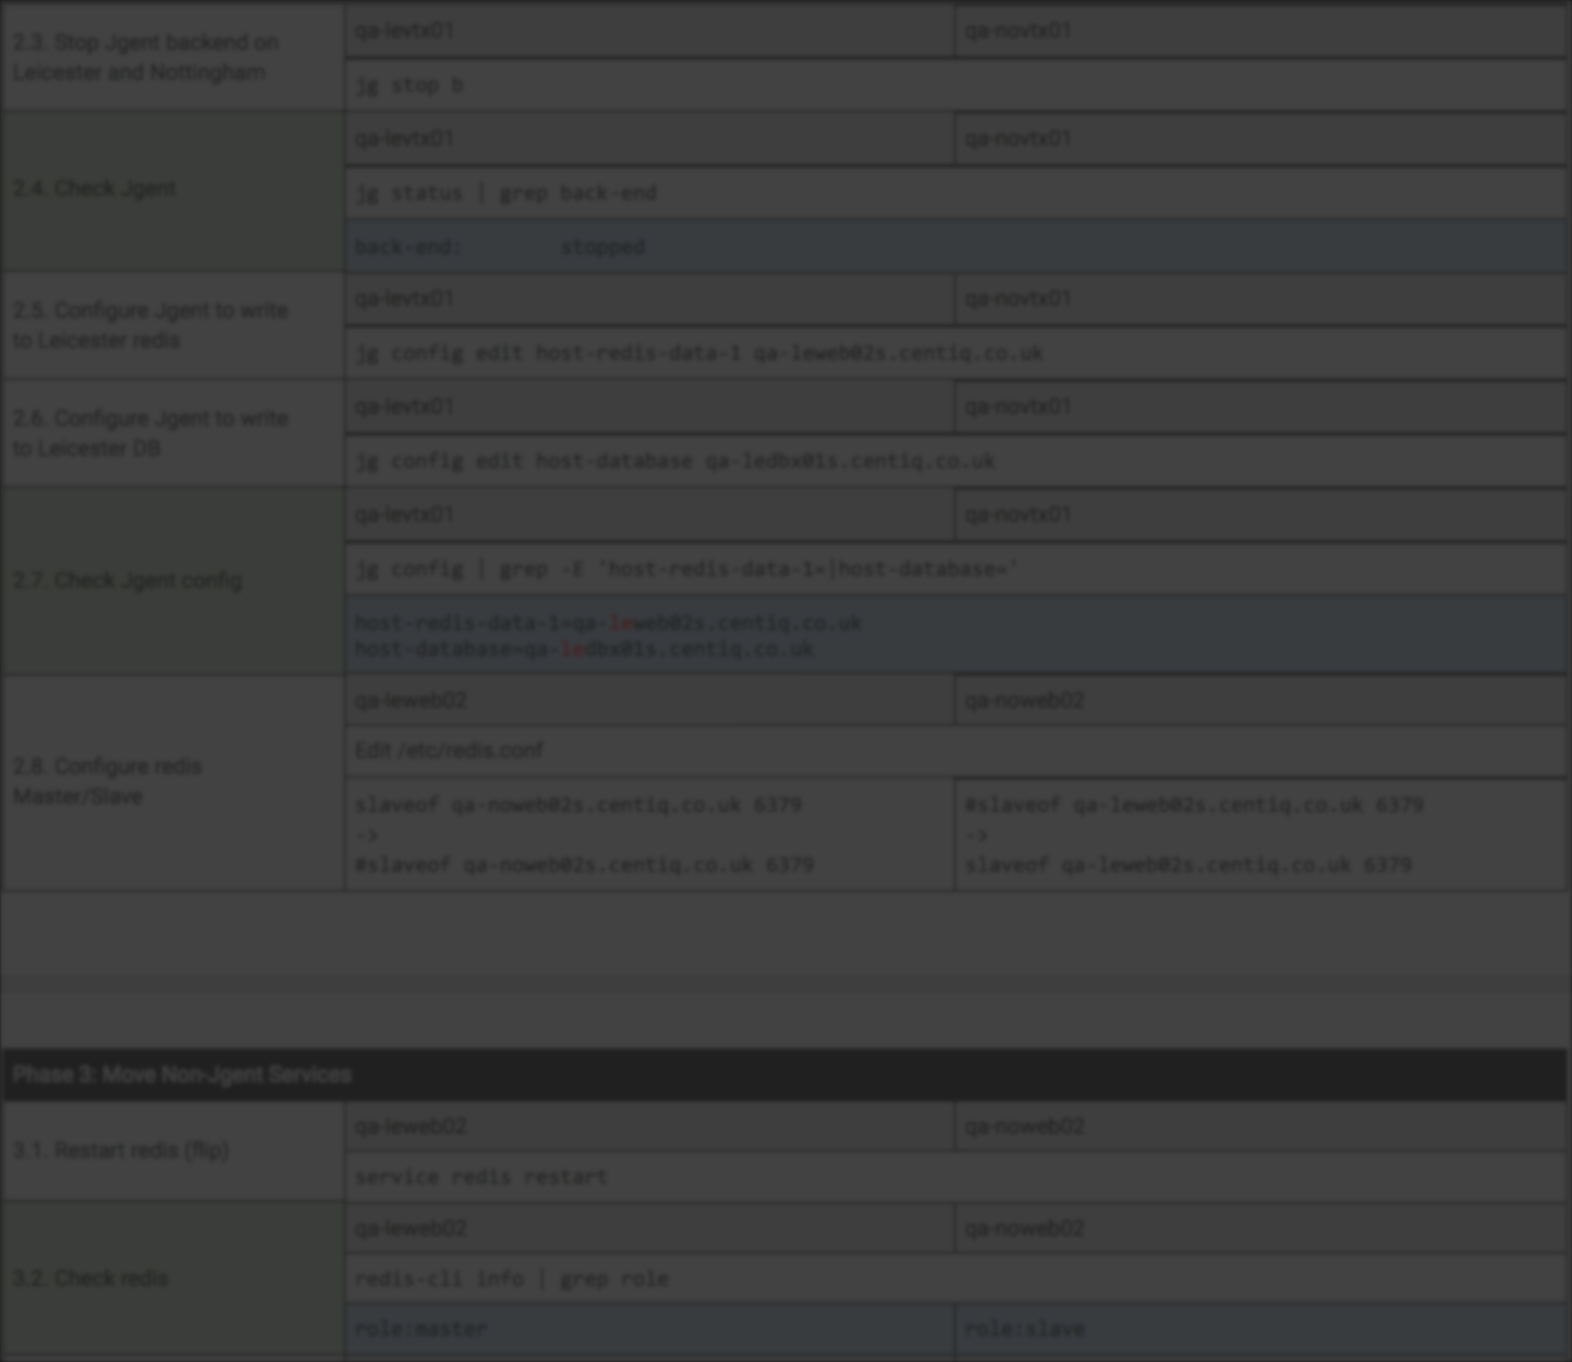 2.3. Stop Jgent backend on
Leicester and Nottingham
qa-levtx01
qa-novtx01
jg stop b
2.4. Check Jgent
qa-levtx01
qa-novtx01
jg status | grep back-end
back-end: stopped
2.5. Configure Jgent to write
to Leicester redis
qa-levtx01
qa-novtx01
jg config edit host-redis-data-1 qa-leweb02s.centiq.co.uk
2.6. Configure Jgent to write
to Leicester DB
qa-levtx01
qa-novtx01
jg config edit host-database qa-ledbx01s.centiq.co.uk
2.7. Check Jgent config
qa-levtx01
qa-novtx01
jg config | grep -E 'host-redis-data-1=|host-database='
host-redis-data-1=qa-leweb02s.centiq.co.uk
host-database=qa-ledbx01s.centiq.co.uk
2.8. Configure redis
Master/Slave
qa-leweb02
qa-noweb02
Edit /etc/redis.conf
slaveof qa-noweb02s.centiq.co.uk 6379
->
#slaveof qa-noweb02s.centiq.co.uk 6379
#slaveof qa-leweb02s.centiq.co.uk 6379
->
slaveof qa-leweb02s.centiq.co.uk 6379
Phase 3: Move Non-Jgent Services
3.1. Restart redis (flip)
qa-leweb02
qa-noweb02
service redis restart
3.2. Check redis
qa-leweb02
qa-noweb02
redis-cli info | grep role
role:master
role:slave